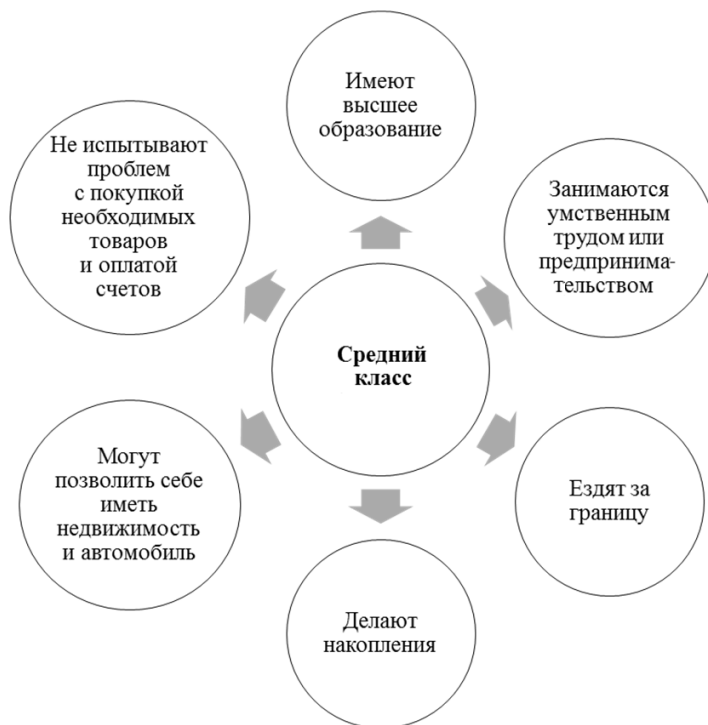 Имеют
высшее
образование
Не испытывают
проблем
с покупкой
необходимых
товаров
и оплатой
счетов
Занимаются
умственным
трудом или
предпринима-
тельством
Средний
класс
Могут
позволить себе
иметь
недвижимость
и автомобиль
Ездят за
границу
Делают
накопления